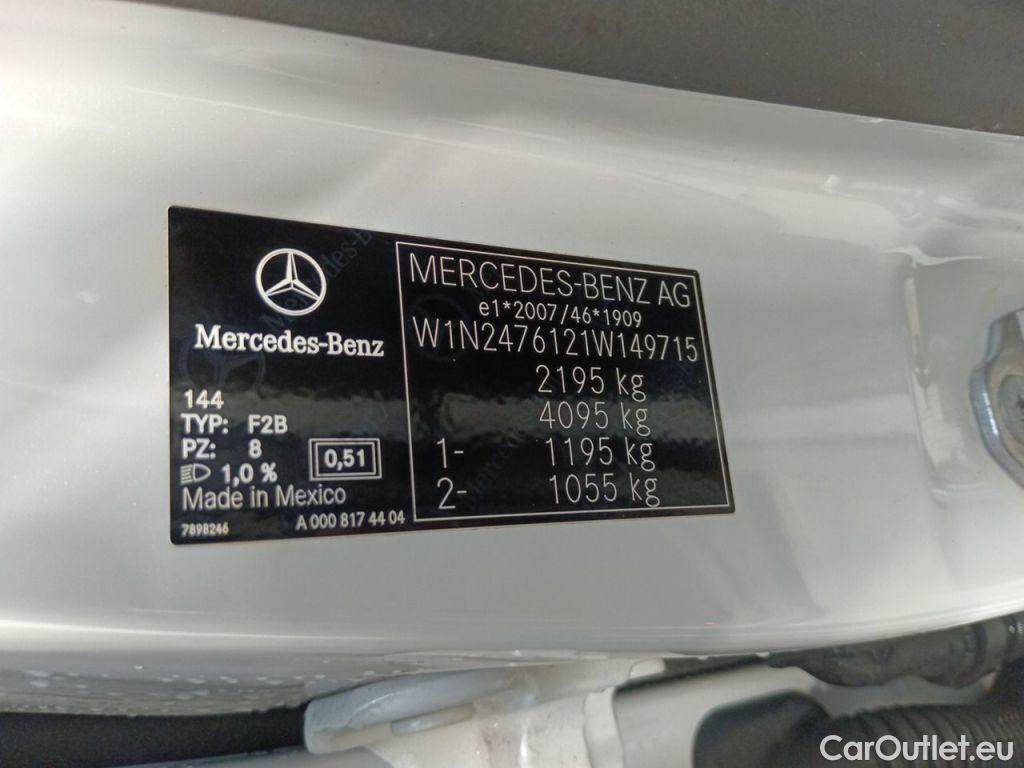 Mercedes-Benz
144
TYP: F2B
PZ: 8
1,0 %
0,51
Made in Mexico
7898246
A 000 817 44 04
MERCEDES-BENZ AG
e1*2007/46*1909
W1N2476121W149715
2195 kg
4095 kg
1- 1195 kg
2- 1055 kg
CarOutlet.eu